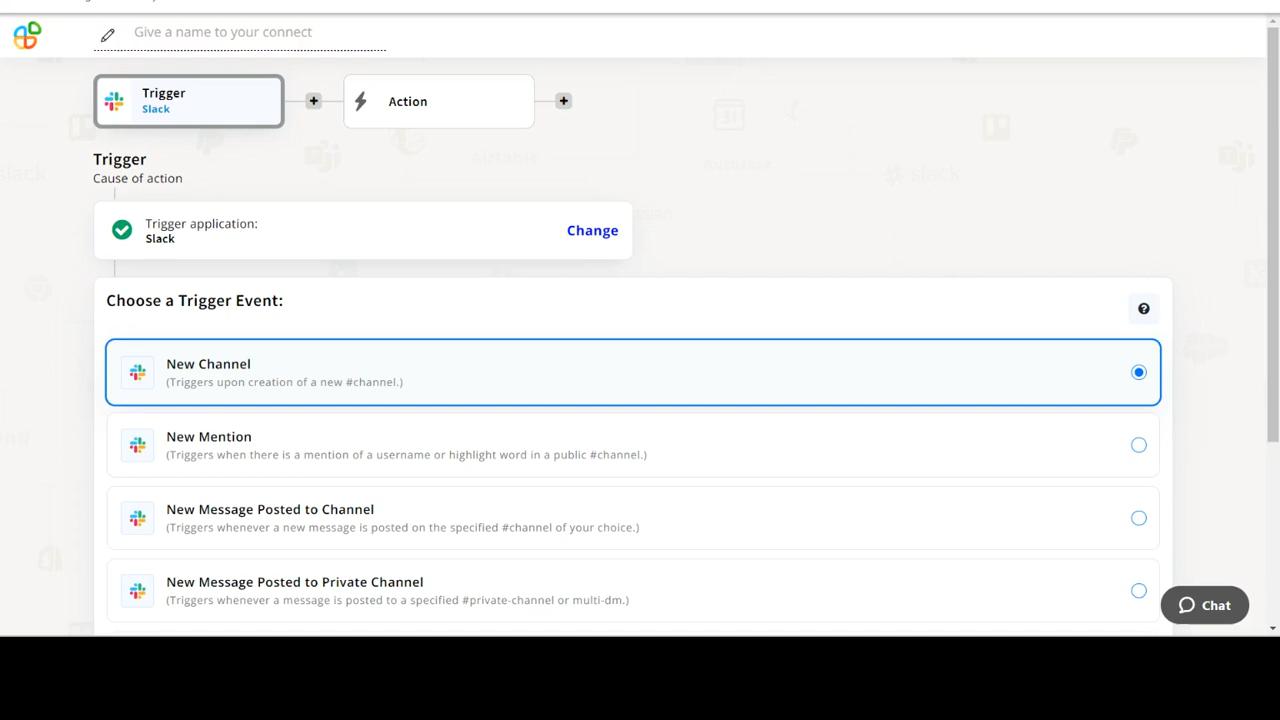 Give a name to your connect
Trigger
Slack
Action
Trigger
Cause of action
Trigger application:
Slack
Change
Choose a Trigger Event:
New Channel
(Triggers upon creation of a new #channel.)
New Mention
(Triggers when there is a mention of a username or highlight word in a public #channel.)
New Message Posted to Channel
(Triggers whenever a new message is posted on the specified #channel of your choice.)
New Message Posted to Private Channel
(Triggers whenever a message is posted to a specified #private-channel or multi-dm.)
Chat